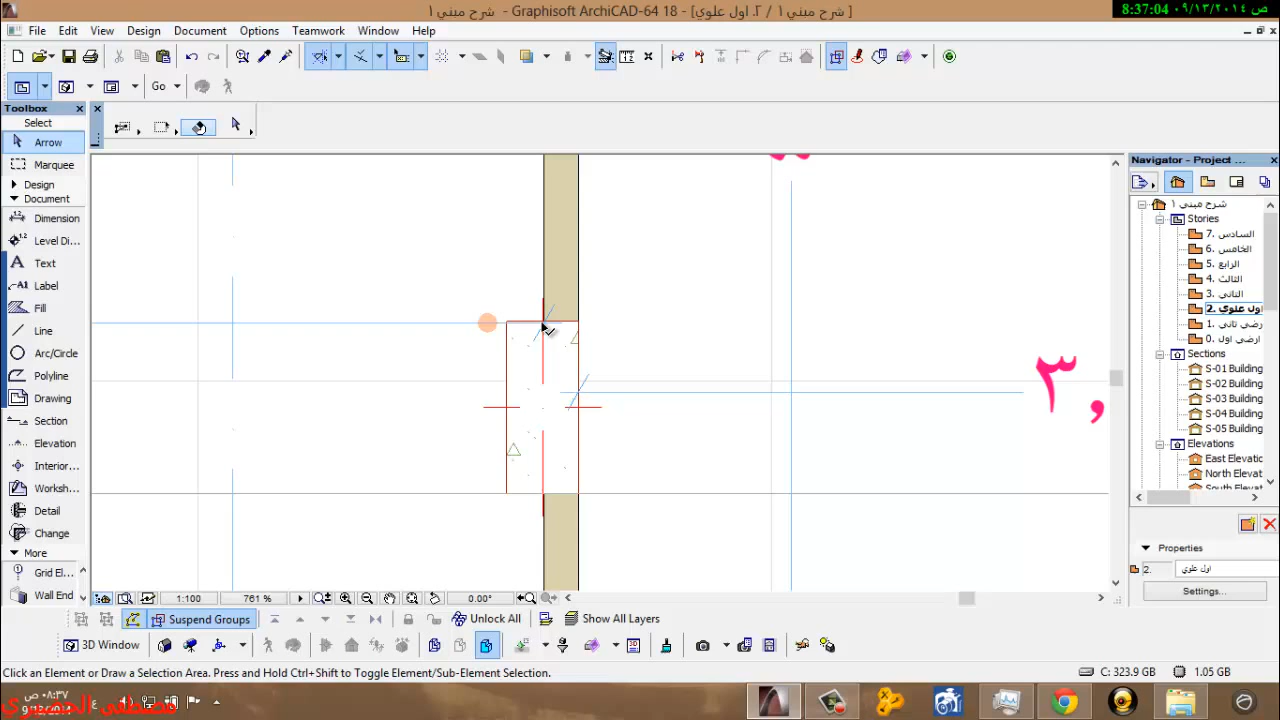 شرح مبني ١ - Graphisoft ArchiCAD-64 18 - [شرح مبني ١ / ٢. اول علوي]
٠٩/١٣/٢٠١٤ ص 8:37:04
File Edit View Design Document Options Teamwork Window Help
Go
Toolbox
Select
Arrow
Marquee
Design
Document
Dimension
Level Di...
Text
Label
Fill
Line
Arc/Circle
Polyline
Drawing
Section
Elevation
Interior...
Worksh...
Detail
Change
More
Grid El...
Wall End
٣,
Navigator - Project ...
شرح مبني ١
Stories
7. السادس
6. الخامس
5. الرابع
4. الثالث
3. الثاني
2. اول علوي
1. رضي ثاني
0. ارضي اول
Sections
S-01 Building
S-02 Building
S-03 Building
S-04 Building
S-05 Building
Elevations
East Elevatio
North Elevat
South Elevat
Properties
2. اول علوي
Settings...
1:100 761 % 0.00°
Suspend Groups Unlock All Show All Layers
3D Window
Click an Element or Draw a Selection Area. Press and Hold Ctrl+Shift to Toggle Element/Sub-Element Selection.
C: 323.9 GB 1.05 GB
٠٨:٣٧ ص